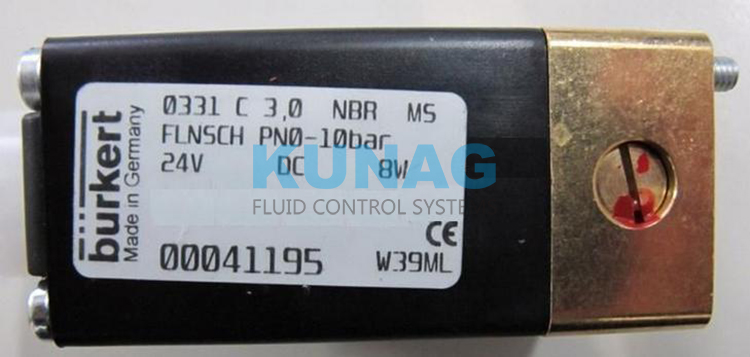 bürkert
Made in Germany
0331 C 3,0 NBR MS
FLNSCH PN0-10bar
24V DC 8W
KUNAG
FLUID CONTROL SYSTE
CE
00041195 W39ML